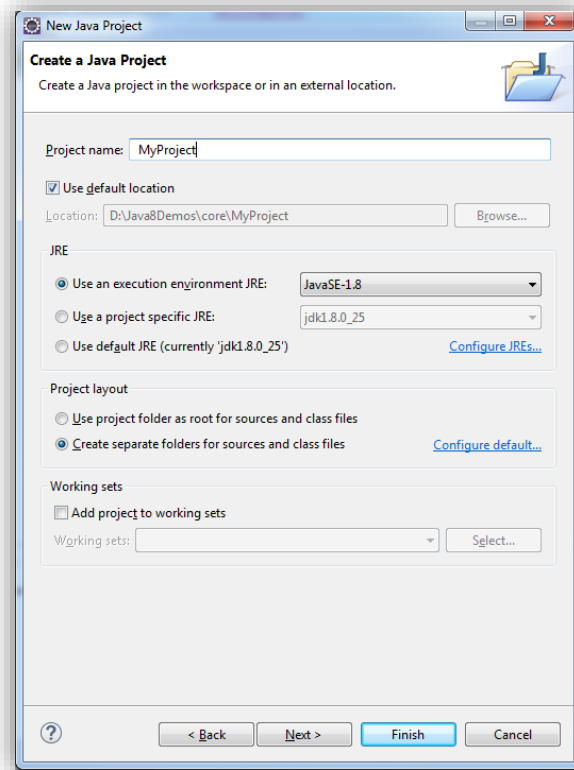 New Java Project
Create a Java Project
Create a Java project in the workspace or in an external location.
Project name: MyProject
Use default location
Location: D:\Java8Demos\core\MyProject Browse...
JRE
Use an execution environment JRE: JavaSE-1.8
Use a project specific JRE: jdk1.8.0_25
Use default JRE (currently 'jdk1.8.0_25') Configure JREs...
Project layout
Use project folder as root for sources and class files
Create separate folders for sources and class files Configure default...
Working sets
Add project to working sets
Working sets: Select...
? < Back Next > Finish Cancel